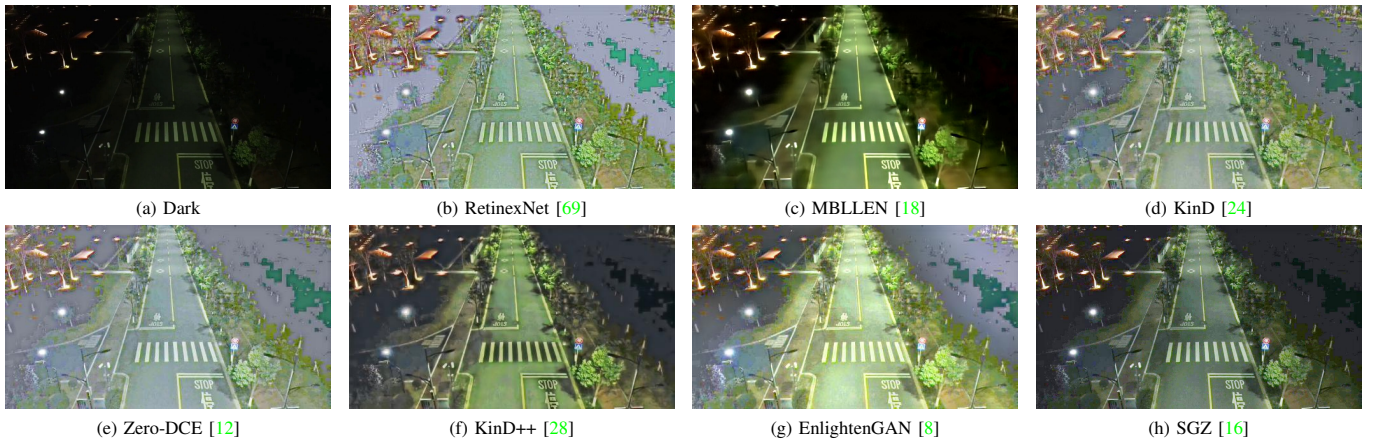 STOP
STOP
STOP
(a) Dark
(b) RetinexNet [69]
(c) MBLLEN [18]
(d) KinD [24]
STOP
STOP
STOP
STOP
(e) Zero-DCE [12]
(f) KinD++ [28]
(g) EnlightenGAN [8]
(h) SGZ [16]